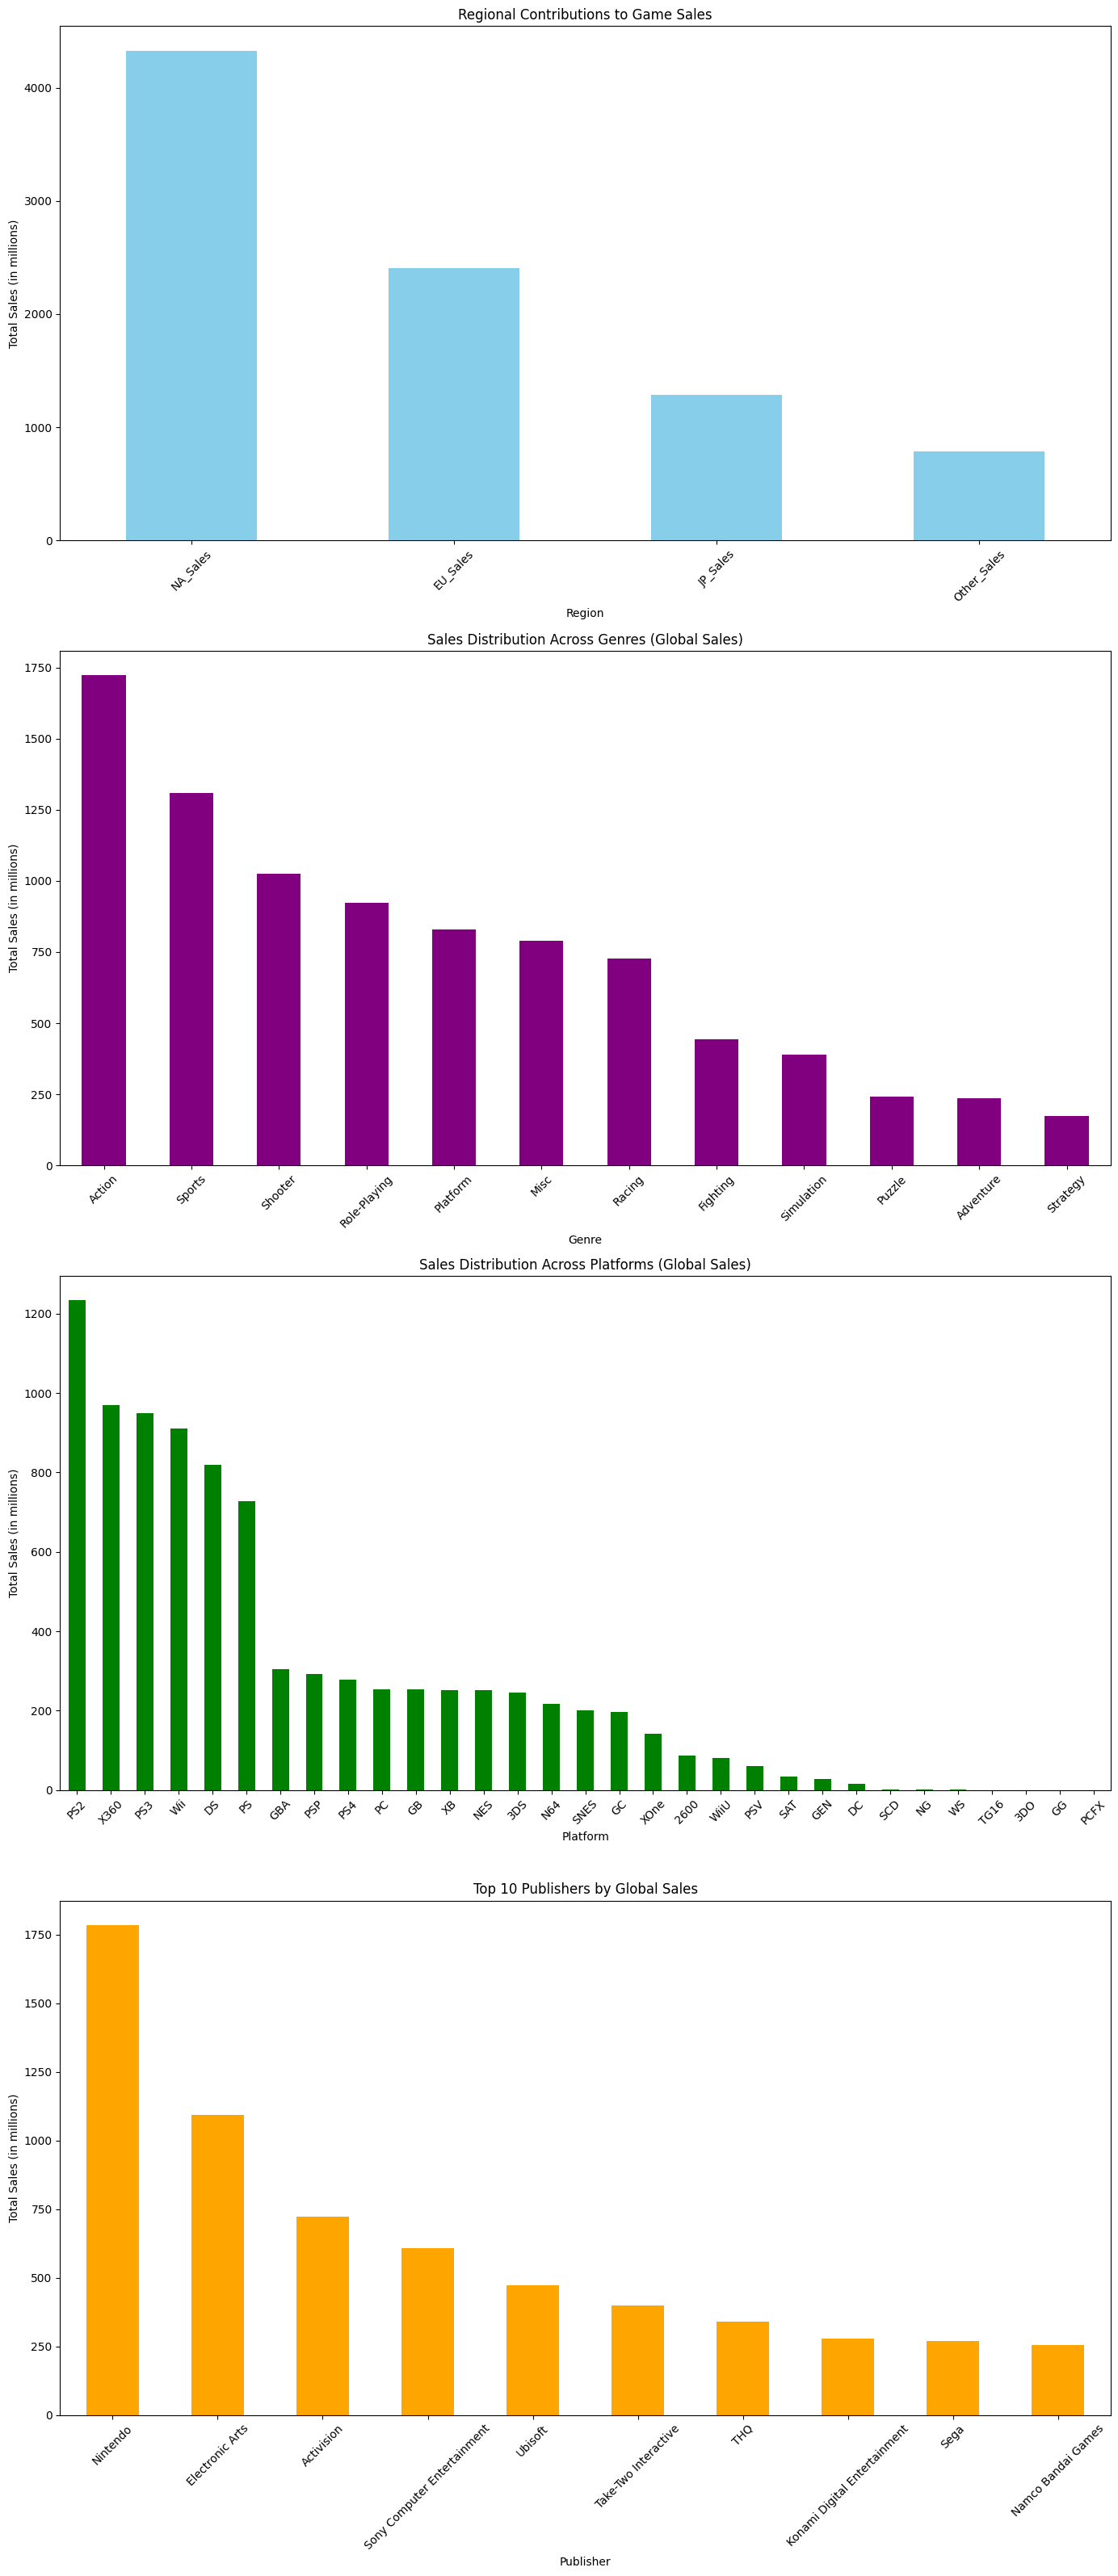 Regional Contributions to Game Sales
Total Sales (in millions)
4000
3000
2000
1000
0
NA_Sales
EU_Sales
JP_Sales
Other_Sales
Region
Sales Distribution Across Genres (Global Sales)
Total Sales (in millions)
1750
1500
1250
1000
750
500
250
0
Action
Sports
Shooter
Role-Playing
Platform
Misc
Racing
Fighting
Simulation
Puzzle
Adventure
Strategy
Genre
Sales Distribution Across Platforms (Global Sales)
Total Sales (in millions)
1200
1000
800
600
400
200
0
PS2
X360
PS3
Wii
DS
PS
GBA
PSP
PS4
PC
GB
XB
NES
3DS
N64
SNES
GC
XOne
2600
WiiU
PSV
SAT
GEN
DC
SCD
NG
WS
TG16
3DO
GG
PCFX
Platform
Top 10 Publishers by Global Sales
Total Sales (in millions)
1750
1500
1250
1000
750
500
250
0
Nintendo
Electronic Arts
Activision
Sony Computer Entertainment
Ubisoft
Take-Two Interactive
THQ
Konami Digital Entertainment
Sega
Namco Bandai Games
Publisher